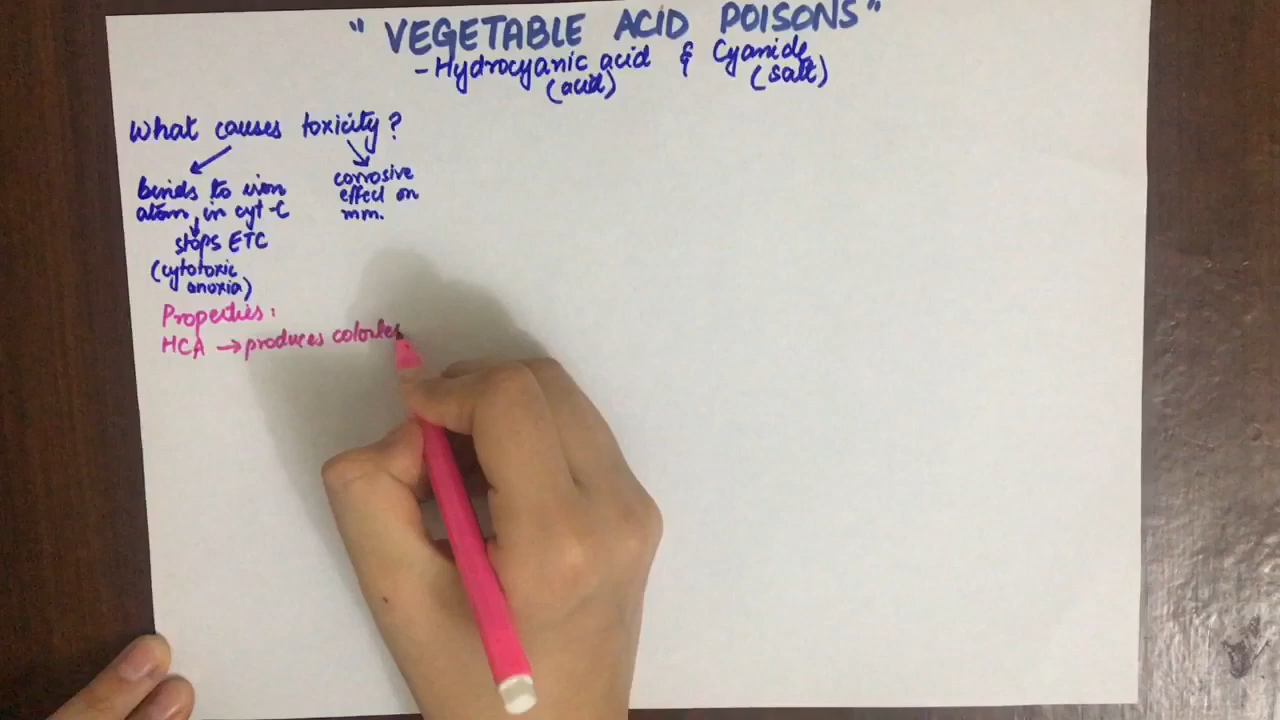 "VEGETABLE ACID POISONS"
-Hydrocyanic acid & Cyanide
(acid) (salt)
What causes toxicity?
binds to iron
atom in cyt-C
stops ETC
(cytotoxic
anoxia)
corrosive
effect on
mm.
Properties:
HCA →produces colorles